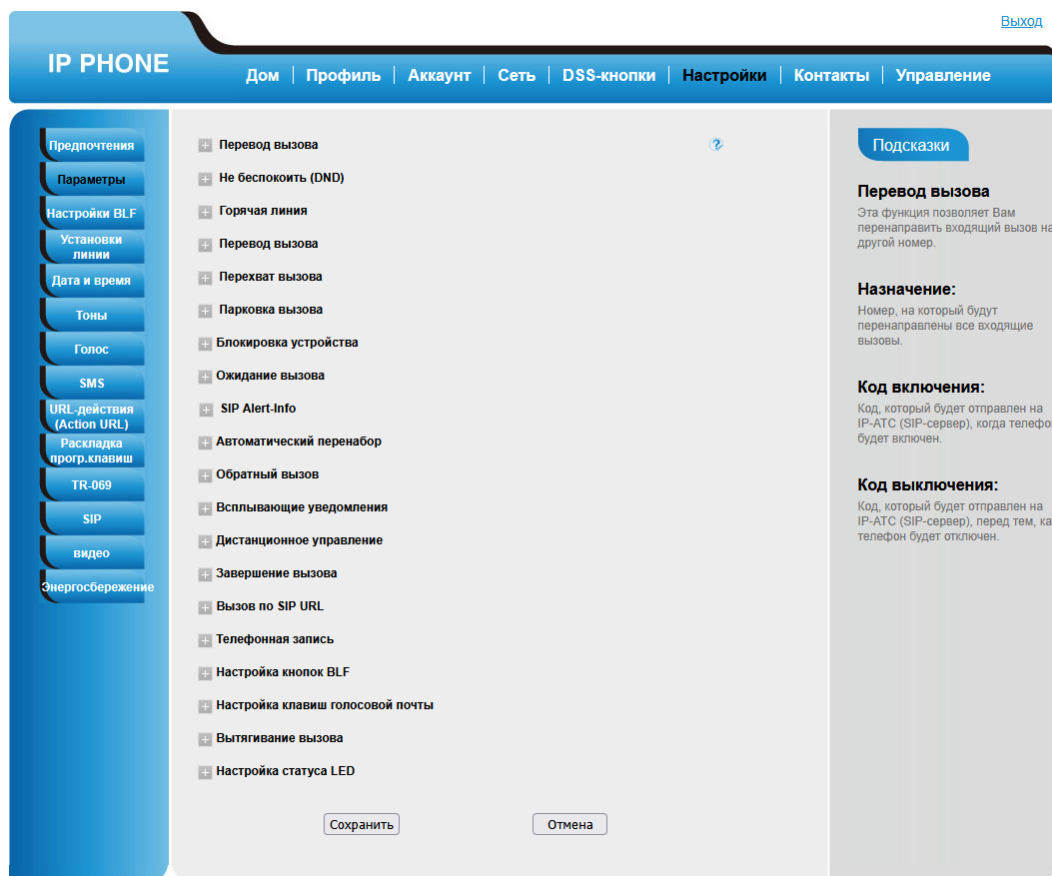 Выход
IP PHONE
Дом | Профиль | Аккаунт | Сеть | DSS-кнопки | Настройки | Контакты | Управление
Предпочтения
Параметры
Настройки BLF
Установки
линии
Дата и время
Тоны
Голос
SMS
URL-действия
(Action URL)
Раскладка
прогр.клавиш
TR-069
SIP
видео
Энергосбережение
Перевод вызова
Не беспокоить (DND)
Горячая линия
Перевод вызова
Перехват вызова
Парковка вызова
Блокировка устройства
Ожидание вызова
SIP Alert-Info
Автоматический перенабор
Обратный вызов
Всплывающие уведомления
Дистанционное управление
Завершение вызова
Вызов по SIP URL
Телефонная запись
Настройка кнопок BLF
Настройка клавиш голосовой почты
Вытягивание вызова
Настройка статуса LED
Сохранить
Отмена
Подсказки
Перевод вызова
Эта функция позволяет Вам
перенаправить входящий вызов на
другой номер.
Назначение:
Номер, на который будут
перенаправлены все входящие
вызовы.
Код включения:
Код, который будет отправлен на
IP-АТС (SIP-сервер), когда телефо
будет включен.
Код выключения:
Код, который будет отправлен на
IP-АТС (SIP-сервер), перед тем, ка
телефон будет отключен.